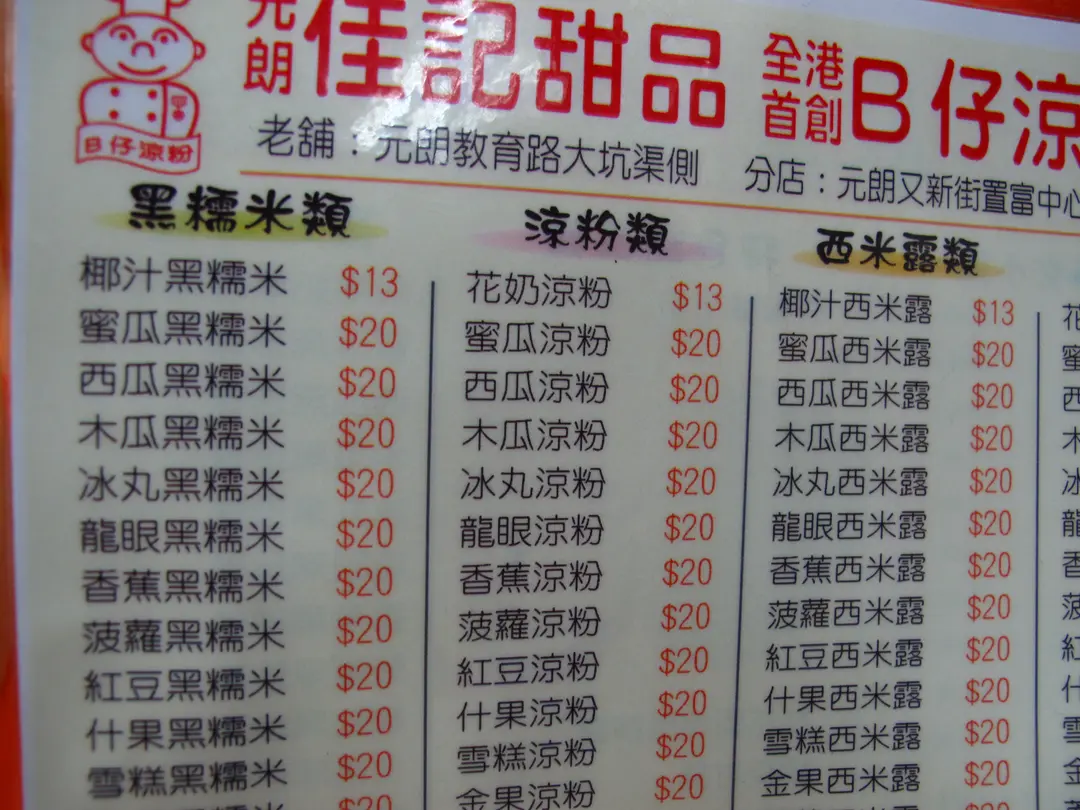 元朗 佳記甜品 全港首創 B仔涼
B仔涼粉
老舖：元朗教育路大坑渠側 分店：元朗又新街置富中心
黑糯米類
椰汁黑糯米 $13
蜜瓜黑糯米 $20
西瓜黑糯米 $20
木瓜黑糯米 $20
冰丸黑糯米 $20
龍眼黑糯米 $20
香蕉黑糯米 $20
菠蘿黑糯米 $20
紅豆黑糯米 $20
什果黑糯米 $20
雪糕黑糯米 $20
$20
涼粉類
花奶涼粉 $13
蜜瓜涼粉 $20
西瓜涼粉 $20
木瓜涼粉 $20
冰丸涼粉 $20
龍眼涼粉 $20
香蕉涼粉 $20
菠蘿涼粉 $20
紅豆涼粉 $20
什果涼粉 $20
雪糕涼粉 $20
金果涼粉 $20
西米露類
椰汁西米露 $13
蜜瓜西米露 $20
西瓜西米露 $20
木瓜西米露 $20
冰丸西米露 $20
龍眼西米露 $20
香蕉西米露 $20
菠蘿西米露 $20
紅豆西米露 $20
什果西米露 $20
雪糕西米露 $20
金果西米露 $20
花
蜜
西
木
冰
龍
香
菠
紅
什
雪
金